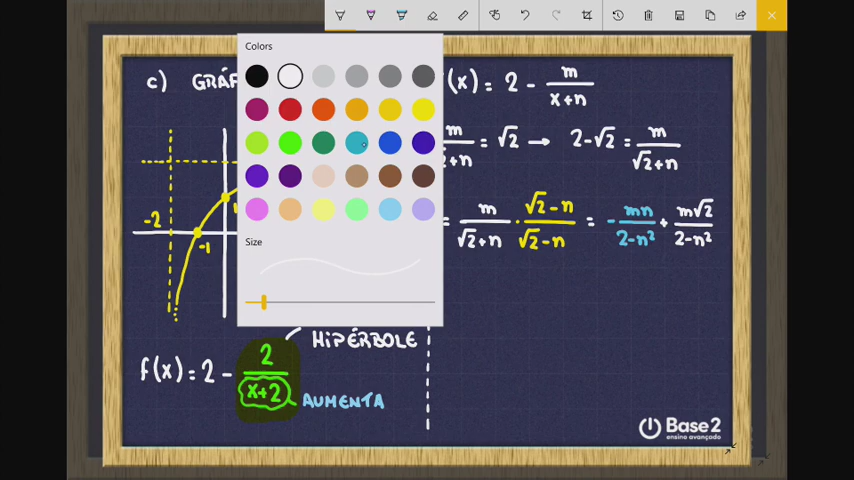 Colors
c) GRÁF
(x) = 2 - m/(x+n)
m/(√2+n) = √2 → 2-√2 = m/(√2+n)
= m/(√2+n) · (√2-n)/(√2-n) = -mn/(2-n²) + m√2/(2-n²)
-2
-1
Size
HIPÉRBOLE
f(x) = 2 - 2/(x+2)
AUMENTA
Base2
ensino avançado